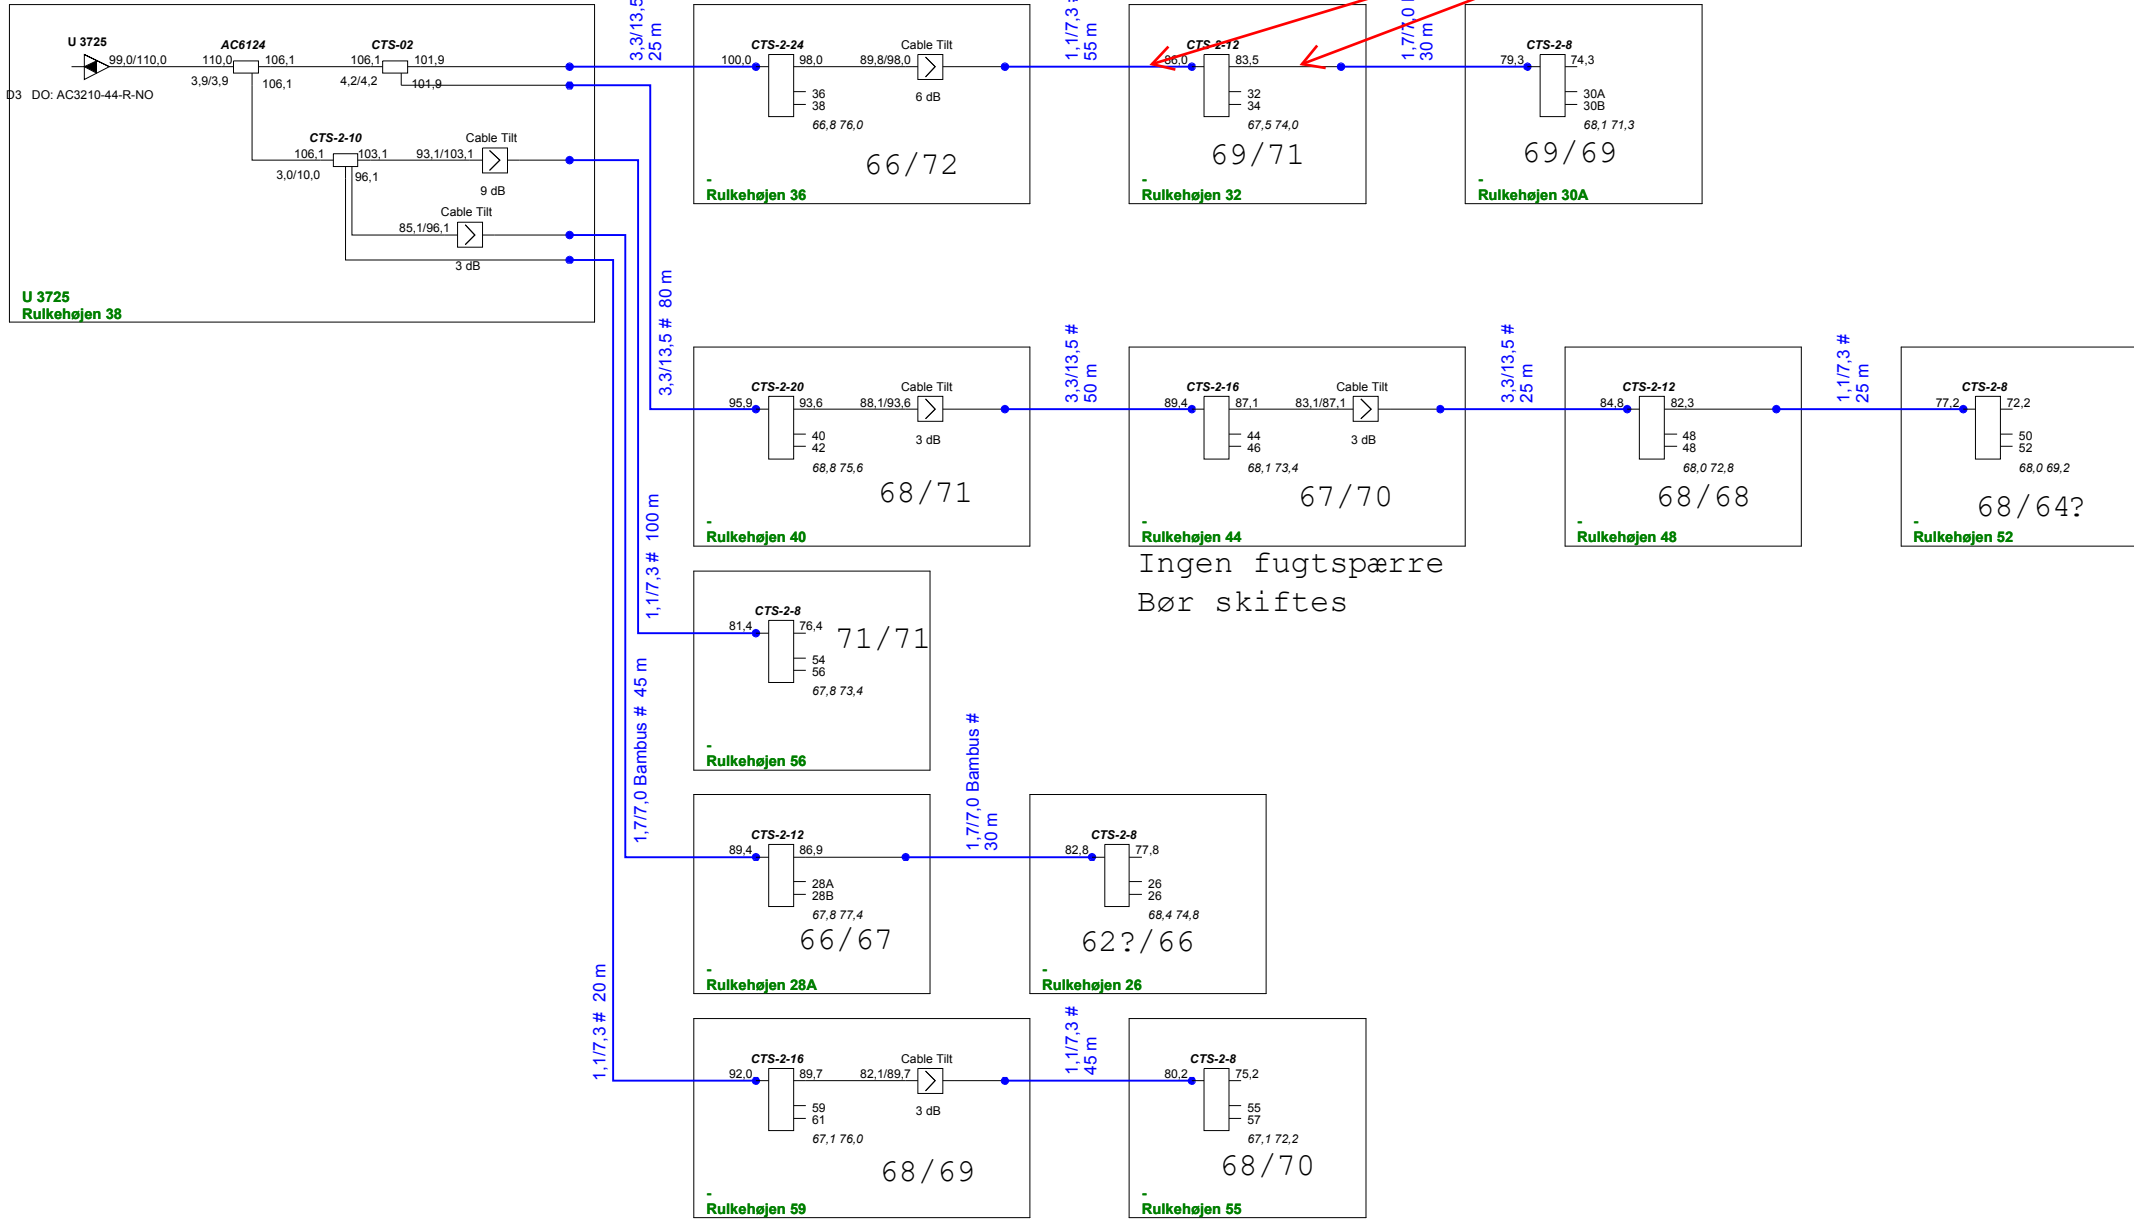 U 3725
99,0/110,0
D3 DO: AC3210-44-R-NO
AC6124
110,0 106,1
3,9/3,9
106,1
CTS-02
106,1 101,9
4,2/4,2
101,9
CTS-2-10
106,1 103,1
3,0/10,0
96,1
93,1/103,1
Cable Tilt
9 dB
Cable Tilt
85,1/96,1
3 dB
U 3725
Rulkehøjen 38
3,3/13,5
25 m
CTS-2-24
100,0 98,0
36
38
66,8 76,0
Cable Tilt
89,8/98,0
6 dB
66/72
-
Rulkehøjen 36
1,1/7,3 #
55 m
CTS-2-12
86,0 83,5
32
34
67,5 74,0
69/71
-
Rulkehøjen 32
1,7/7,0
30 m
CTS-2-8
79,3 74,3
30A
30B
68,1 71,3
69/69
-
Rulkehøjen 30A
3,3/13,5 # 80 m
CTS-2-20
95,9 93,6
40
42
68,8 75,6
Cable Tilt
88,1/93,6
3 dB
68/71
-
Rulkehøjen 40
3,3/13,5 #
50 m
CTS-2-16
89,4 87,1
44
46
68,1 73,4
Cable Tilt
83,1/87,1
3 dB
67/70
-
Rulkehøjen 44
Ingen fugtspærre
Bør skiftes
3,3/13,5 #
25 m
CTS-2-12
84,8 82,3
48
48
68,0 72,8
68/68
-
Rulkehøjen 48
1,1/7,3 #
25 m
CTS-2-8
77,2 72,2
50
52
68,0 69,2
68/64?
-
Rulkehøjen 52
1,1/7,3 # 100 m
CTS-2-8
81,4 76,4
54
56
67,8 73,4
71/71
-
Rulkehøjen 56
1,7/7,0 Bambus # 45 m
CTS-2-12
89,4 86,9
28A
28B
67,8 77,4
66/67
-
Rulkehøjen 28A
1,7/7,0 Bambus #
30 m
CTS-2-8
82,8 77,8
26
26
68,4 74,8
62?/66
-
Rulkehøjen 26
1,1/7,3 # 20 m
CTS-2-16
92,0 89,7
59
61
67,1 76,0
Cable Tilt
82,1/89,7
3 dB
68/69
-
Rulkehøjen 59
1,1/7,3 #
45 m
CTS-2-8
80,2 75,2
55
57
67,1 72,2
68/70
-
Rulkehøjen 55